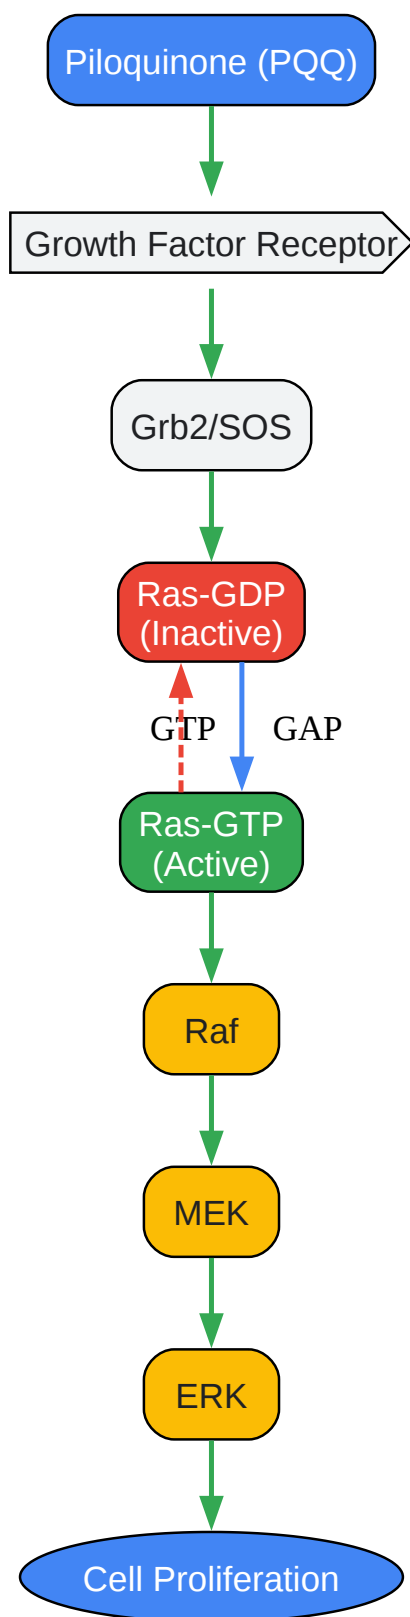 Piloquinone (PQQ)
Growth Factor Receptor
Grb2/SOS
Ras-GDP
(Inactive)
GTP
GAP
Ras-GTP
(Active)
Raf
MEK
ERK
Cell Proliferation